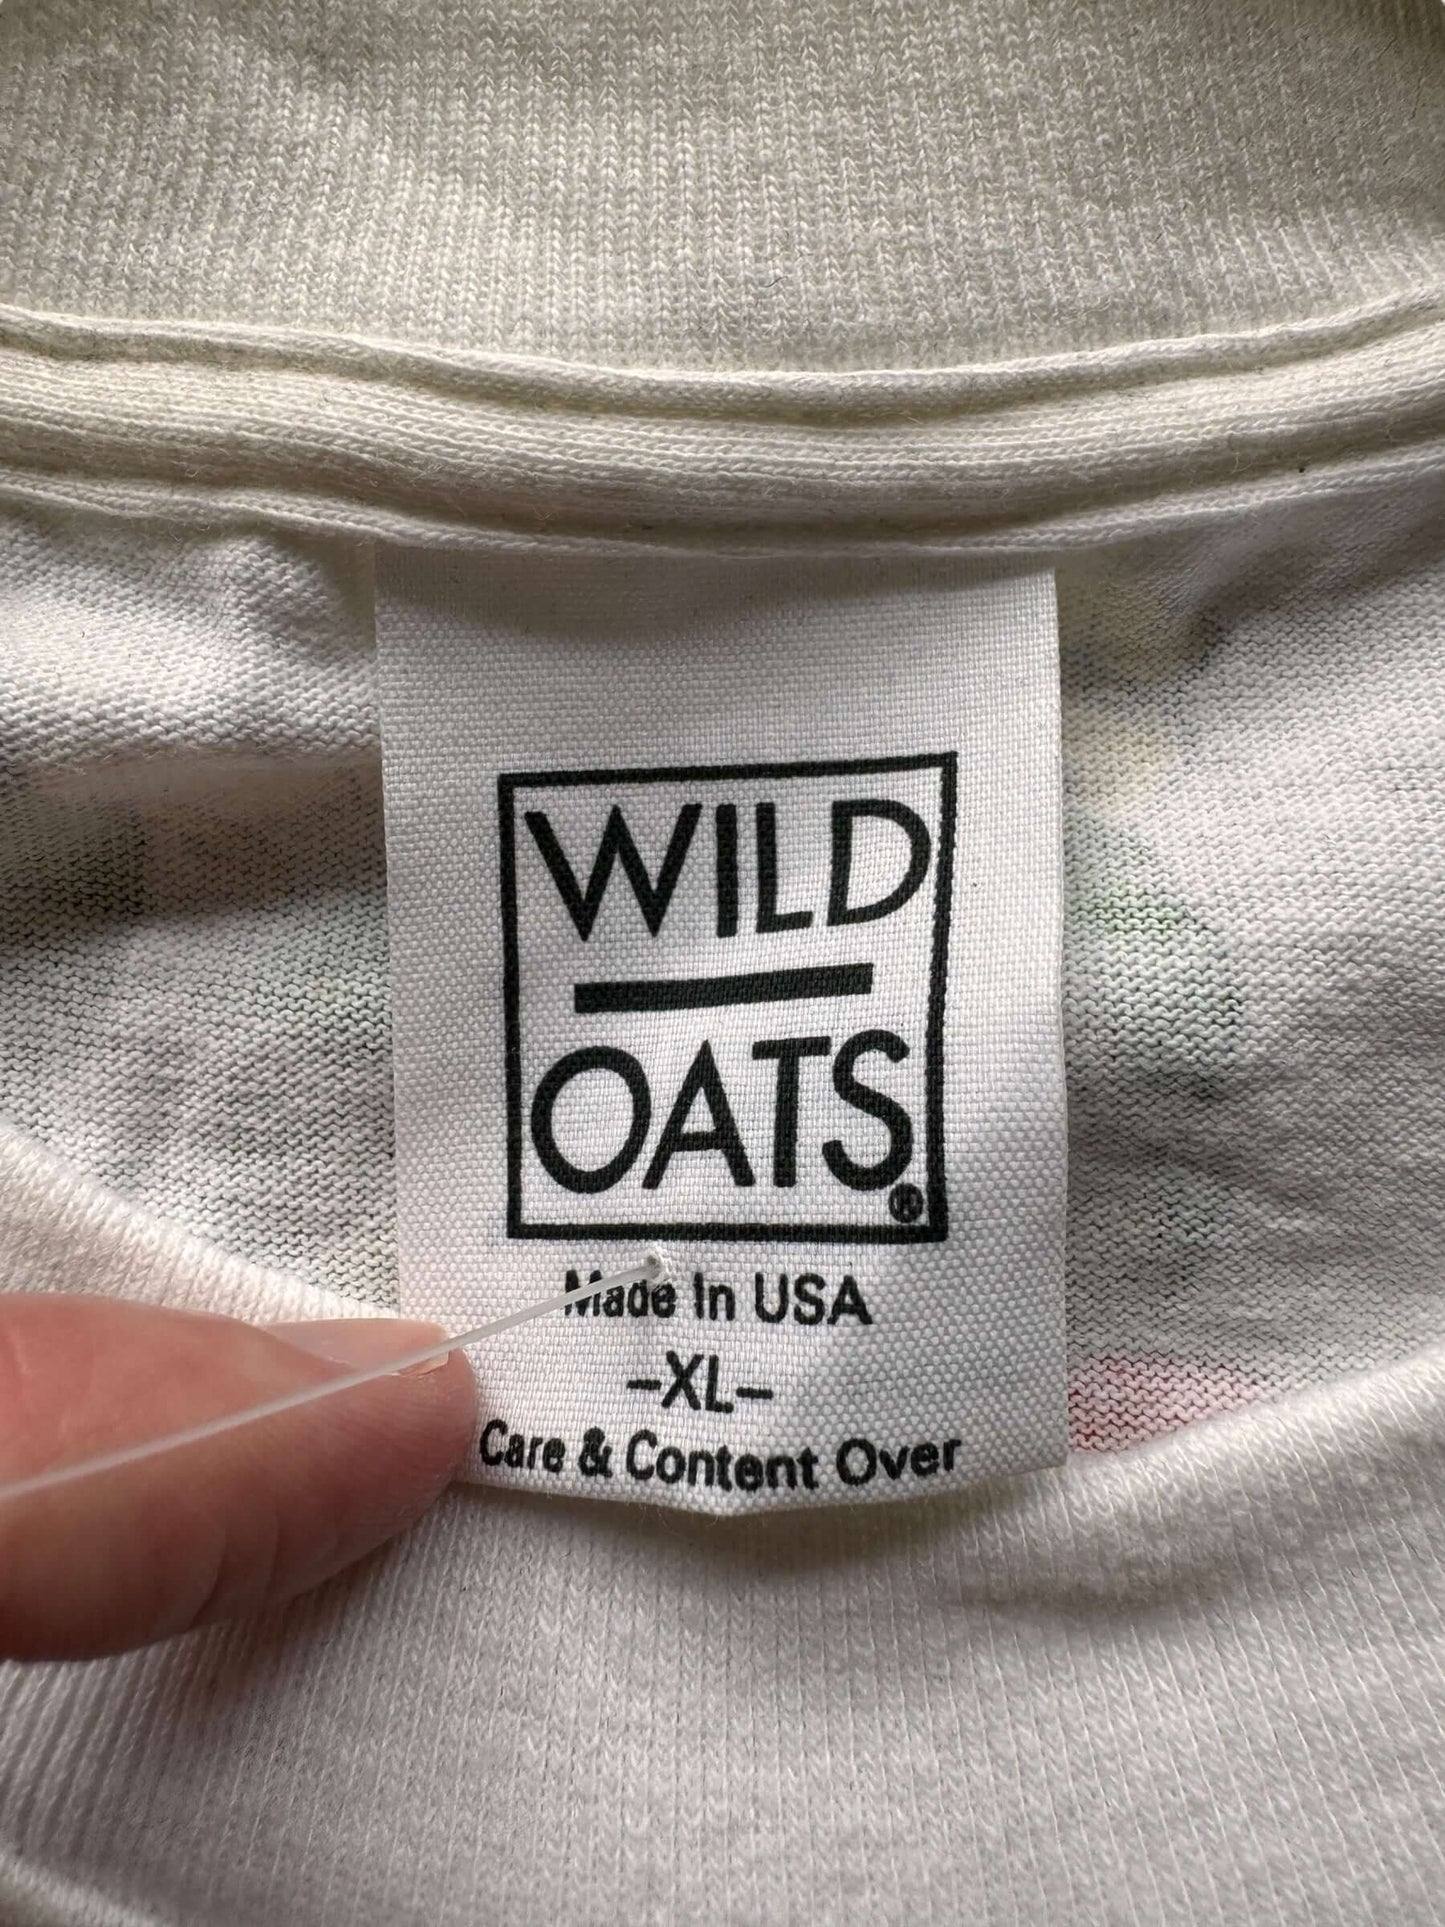 WILD
OATS®
Made In USA
-XL-
Care & Content Over